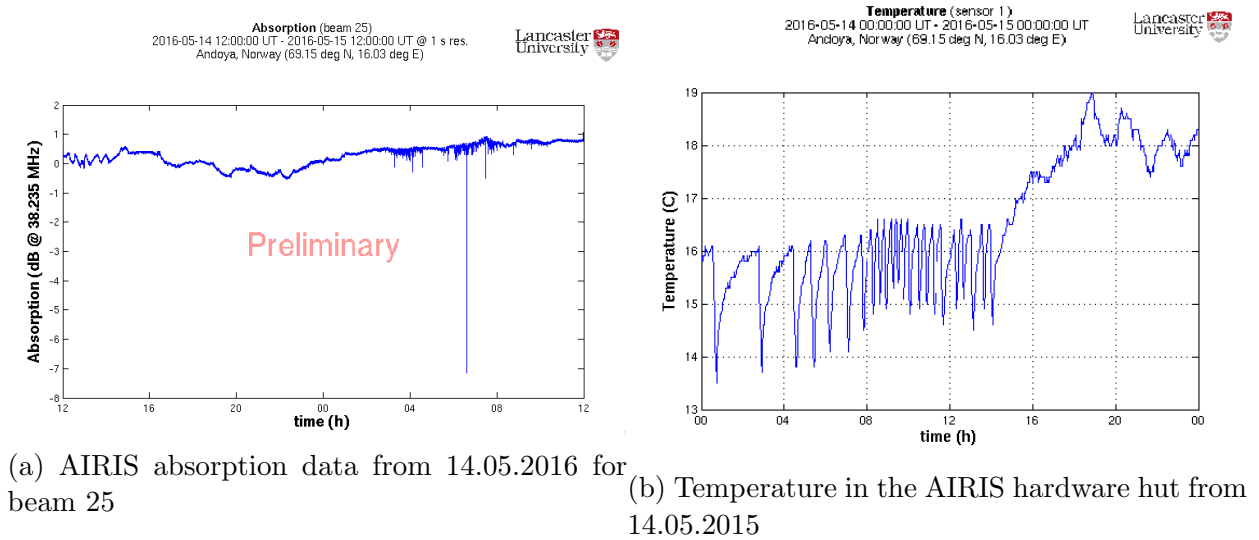 Absorption (beam 25)
2016-05-14 12:00:00 UT - 2016-05-15 12:00:00 UT @ 1 s res.
Andoya, Norway (69.15 deg N, 16.03 deg E)
Lancaster
University
2
1
0
-1
-2
-3
-4
-5
-6
-7
-8
Absorption (dB @ 38.235 MHz)
Preliminary
12 16 20 00 04 08 12
time (h)
(a) AIRIS absorption data from 14.05.2016 for
beam 25
Temperature (sensor 1)
2016-05-14 00:00:00 UT - 2016-05-15 00:00:00 UT
Andoya, Norway (69.15 deg N, 16.03 deg E)
Lancaster
University
19
18
17
16
15
14
13
Temperature (C)
00 04 08 12 16 20 00
time (h)
(b) Temperature in the AIRIS hardware hut from
14.05.2015